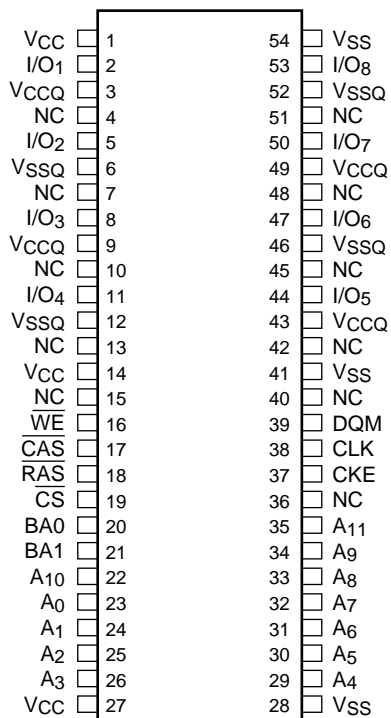 VCC 1 54 VSS
I/O1 2 53 I/O8
VCCQ 3 52 VSSQ
NC 4 51 NC
I/O2 5 50 I/O7
VSSQ 6 49 VCCQ
NC 7 48 NC
I/O3 8 47 I/O6
VCCQ 9 46 VSSQ
NC 10 45 NC
I/O4 11 44 I/O5
VSSQ 12 43 VCCQ
NC 13 42 NC
VCC 14 41 VSS
NC 15 40 NC
W̅E̅ 16 39 DQM
C̅A̅S̅ 17 38 CLK
R̅A̅S̅ 18 37 CKE
C̅S̅ 19 36 NC
BA0 20 35 A11
BA1 21 34 A9
A10 22 33 A8
A0 23 32 A7
A1 24 31 A6
A2 25 30 A5
A3 26 29 A4
VCC 27 28 VSS